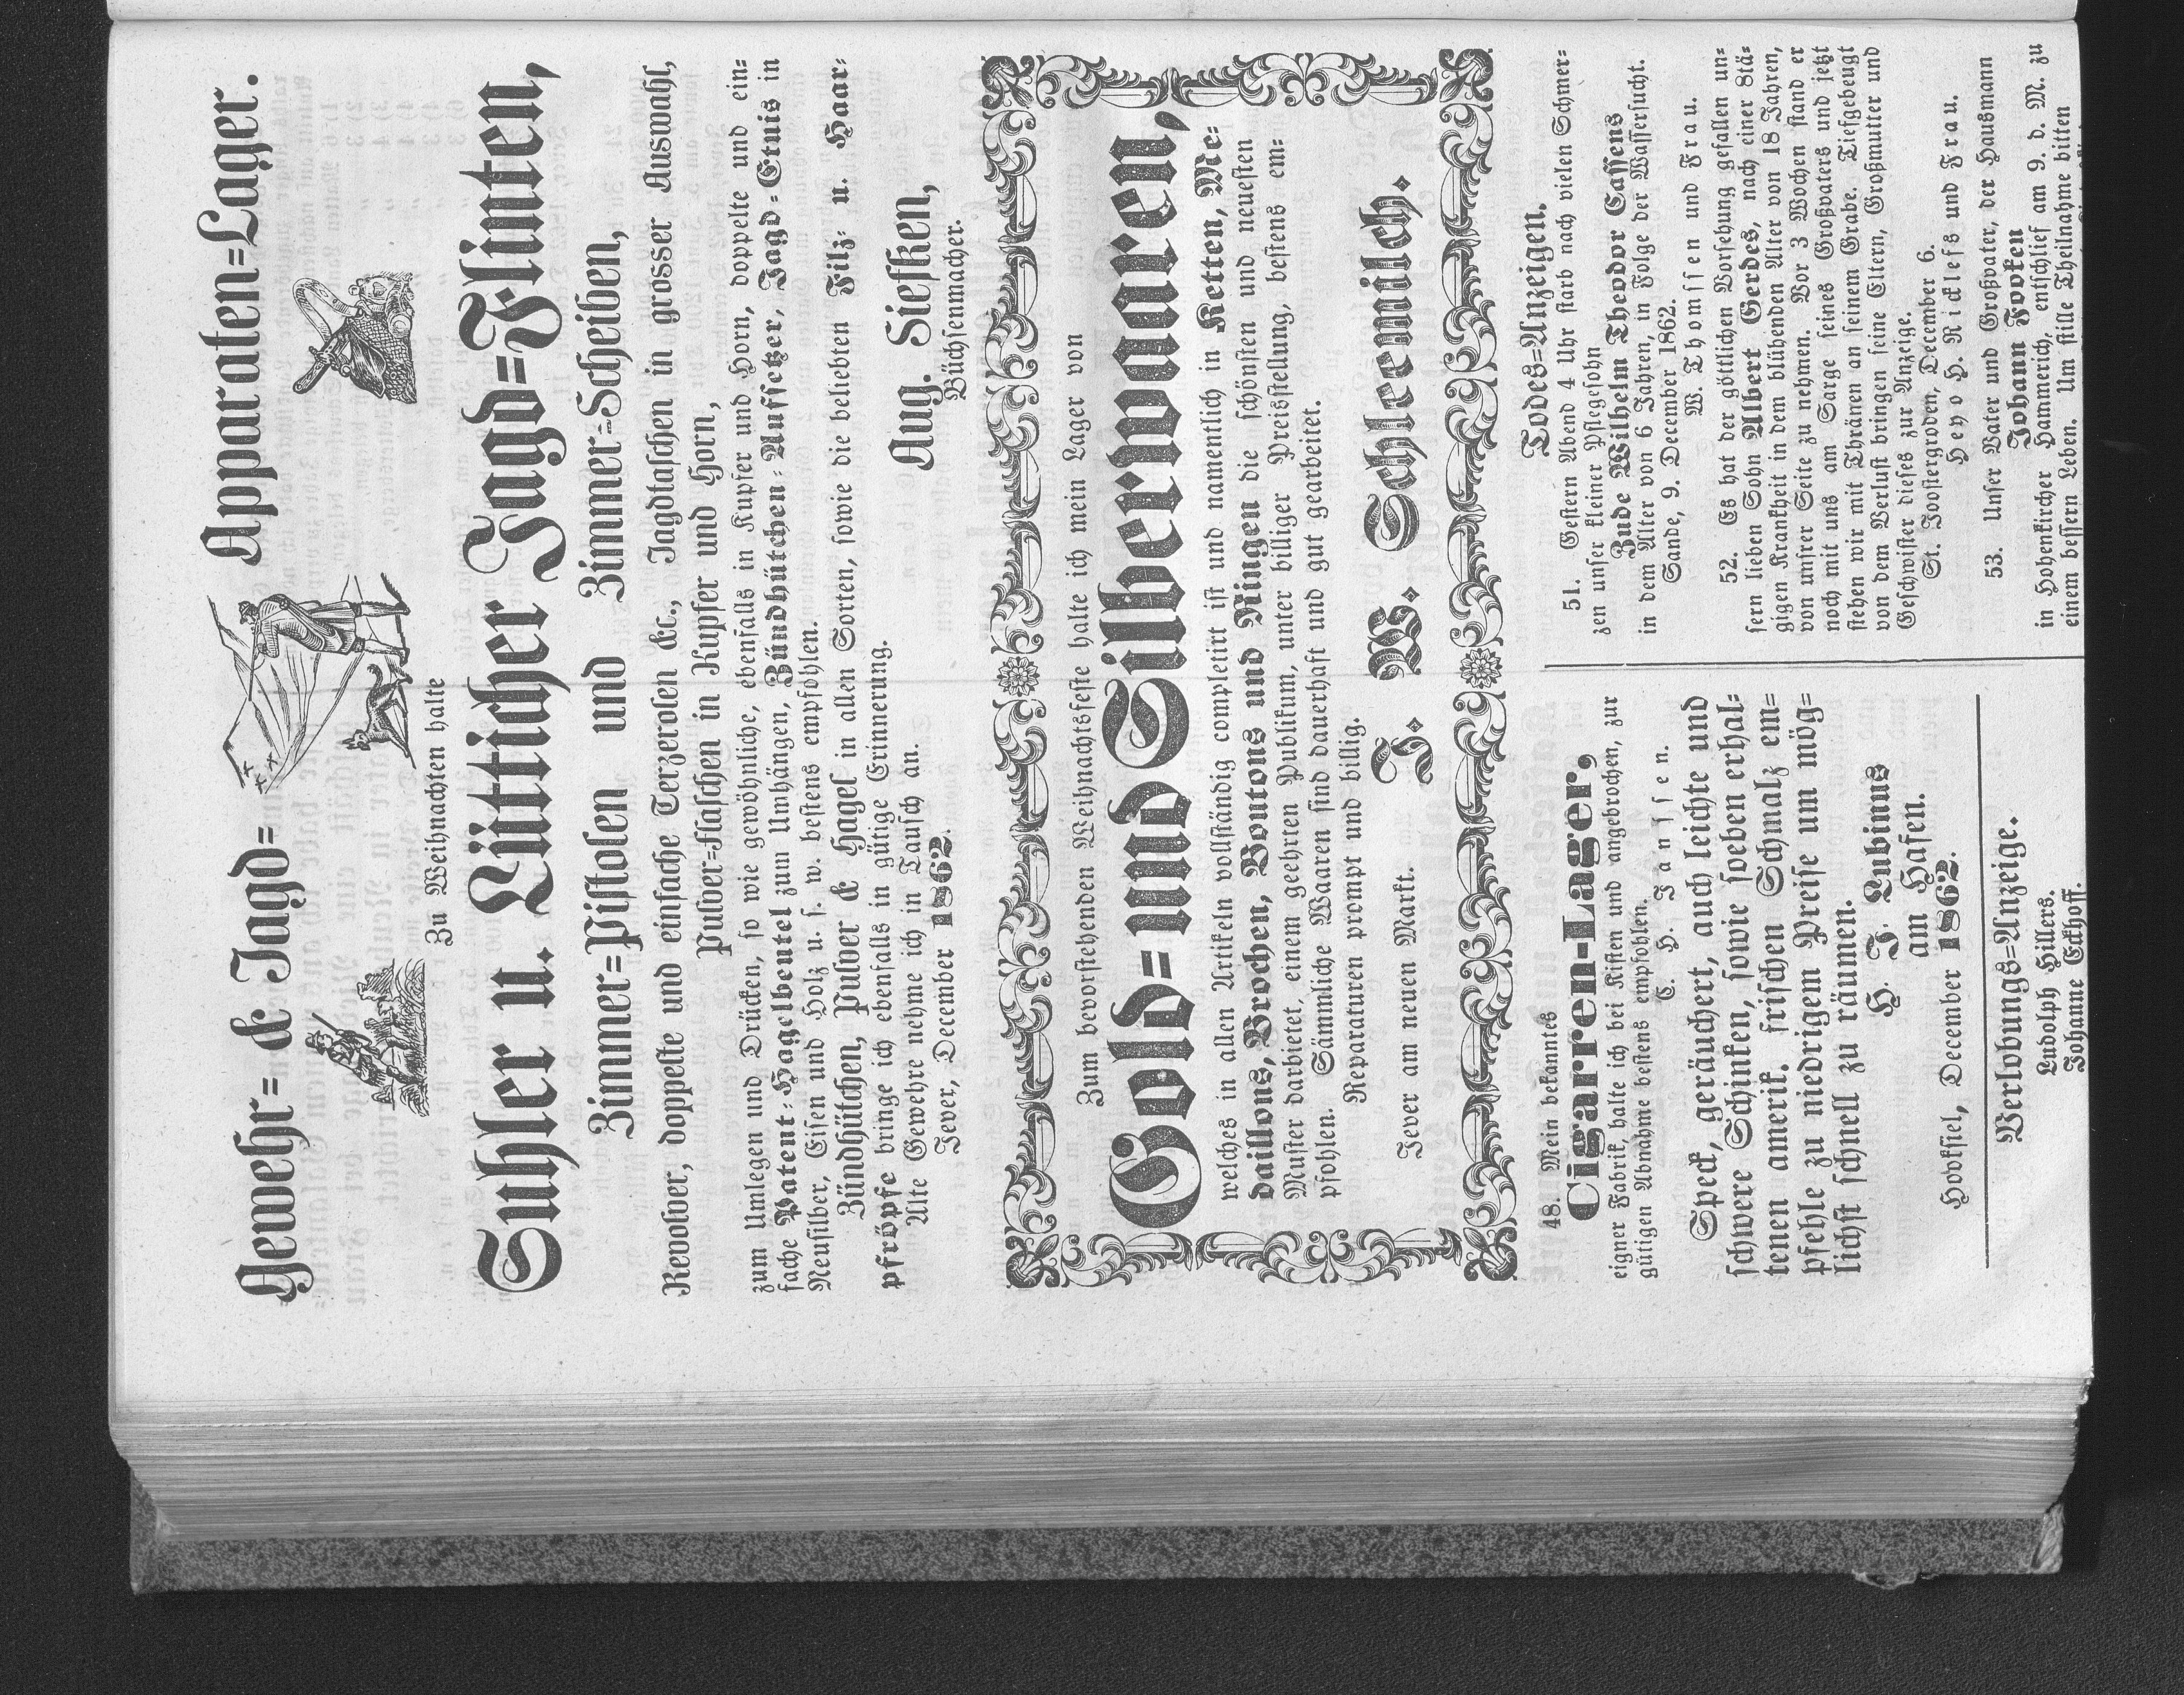 Gewehr= & Jagd= Apparaten=Lager.
Zu Weihnachten halte
Suhler u. Lütticher Jagd=Flinten,
Zimmer=Pistolen und Zimmer=Scheiben,
Revolver, doppelte und einfache Terzerolen &c., Jagdtaschen in grosser Auswahl,
Pulver=Flaschen in Kupfer und Horn,
zum Umlegen und Drücken, so wie gewöhnliche, ebenfalls in Kupfer und Horn, doppelte und ein=
fache Patent=Hagelbeutel zum Umhängen, Zündhütchen=Aufsetzer, Jagd=Etuis in
Neusilber, Eisen und Holz u. s. w. bestens empfohlen.
Zündhütchen, Pulver & Hagel in allen Sorten, sowie die beliebten Filz= u. Haar=
pfröpfe bringe ich ebenfalls in gütige Erinnerung.
Alte Gewehre nehme ich in Tausch an.
Jever, December 1862.
Aug. Siefken,
Büchsenmacher.
Zum bevorstehenden Weihnachtsfeste halte ich mein Lager von
Gold= und Silberwaaren,
welches in allen Artikeln vollständig completirt ist und namentlich in Ketten, Me=
daillons, Brochen, Boutons und Ringen die schönsten und neuesten
Muster darbietet, einem geehrten Publikum, unter billiger Preisstellung, bestens em=
pfohlen. Sämmliche Waaren sind dauerhaft und gut gearbeitet.
Reparaturen prompt und billig.
Jever am neuen Markt. J. W. Schleemilch.
48. Mein bekanntes
Cigarren-Lager,
eigner Fabrik, halte ich bei Kisten und angebrochen, zur
gütigen Abnahme bestens empfohlen.
C. H. Janssen.
Speck, geräuchert, auch leichte und
schwere Schinken, sowie soeben erhal=
tenen amerik. frischen Schmalz em=
pfehle zu niedrigem Preise um mög=
lichst schnell zu räumen.
H. J. Lubinus
am Hafen.
Hooksiel, December 1862.
Verlobungs=Anzeige.
Ludolph Hillers.
Johanne Eckhoff.
Todes=Anzeigen.
51. Gestern Abend 4 Uhr starb nach vielen Schmer=
zen unser kleiner Pflegesohn
Jude Wilhelm Theodor Cassens
in dem Alter von 6 Jahren, in Folge der Wassersucht.
Sande, 9. December 1862.
W. Thomssen und Frau.
52. Es hat der göttlichen Vorsehung gefallen un=
sern lieben Sohn Albert Gerdes, nach einer 8tä=
gigen Krankheit in dem blühenden Alter von 18 Jahren,
von unsrer Seite zu nehmen. Vor 3 Wochen stand er
noch mit uns am Sarge seines Großvaters und jetzt
stehen wir mit Thränen an seinem Grabe. Tiefgebeugt
von dem Verlust bringen seine Eltern, Großmutter und
Geschwister dieses zur Anzeige.
St. Joostergroden, December 6.
Heyo H. Ricklefs und Frau.
53. Unser Vater und Großvater, der Hausmann
Johann Fooken
in Hohenkircher Hammerich, entschlief am 9. d. M. zu
einem bessern Leben. Um stille Theilnahme bitten